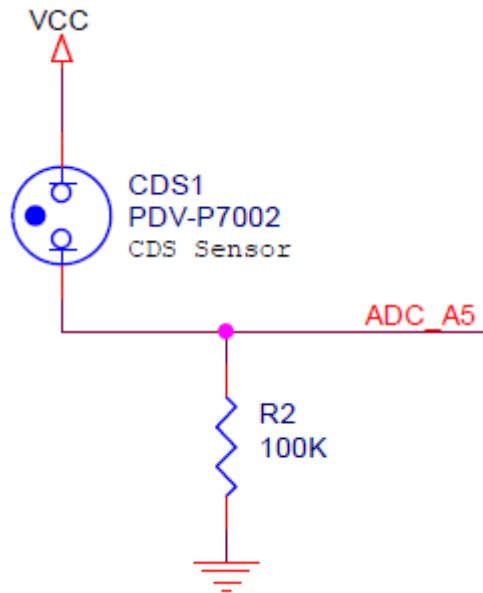 VCC
CDS1
PDV-P7002
CDS Sensor
ADC_A5
R2
100K